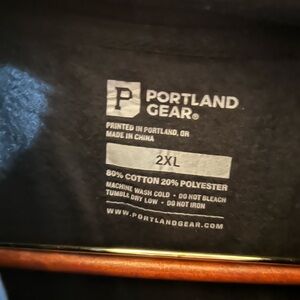 P PORTLAND
GEAR®
PRINTED IN PORTLAND, OR
MADE IN CHINA
2XL
80% COTTON 20% POLYESTER
MACHINE WASH COLD • DO NOT BLEACH
TUMBLE DRY LOW • DO NOT IRON
WWW.PORTLANDGEAR.COM